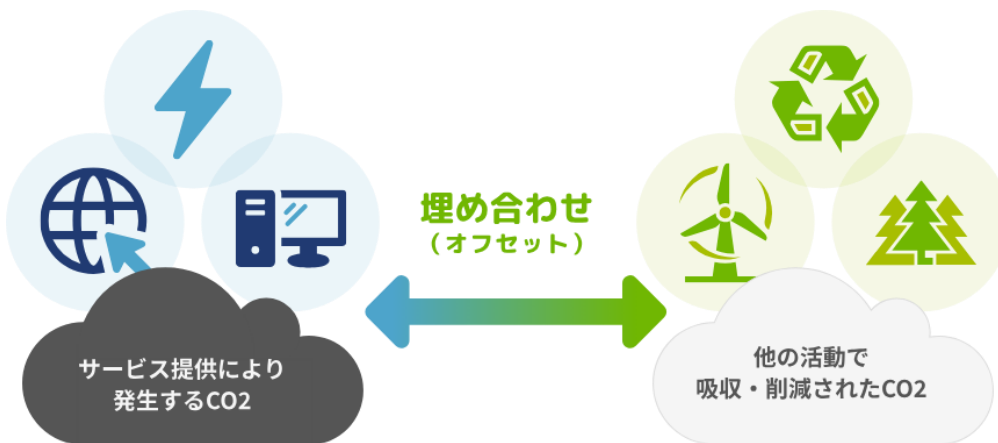 埋め合わせ
（オフセット）
サービス提供により
発生するCO2
他の活動で
吸収・削減されたCO2